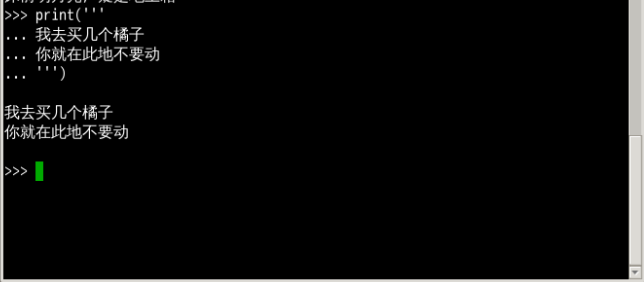 >>> print('''
... 我去买几个橘子
... 你就在此地不要动
... ''')
我去买几个橘子
你就在此地不要动
>>>